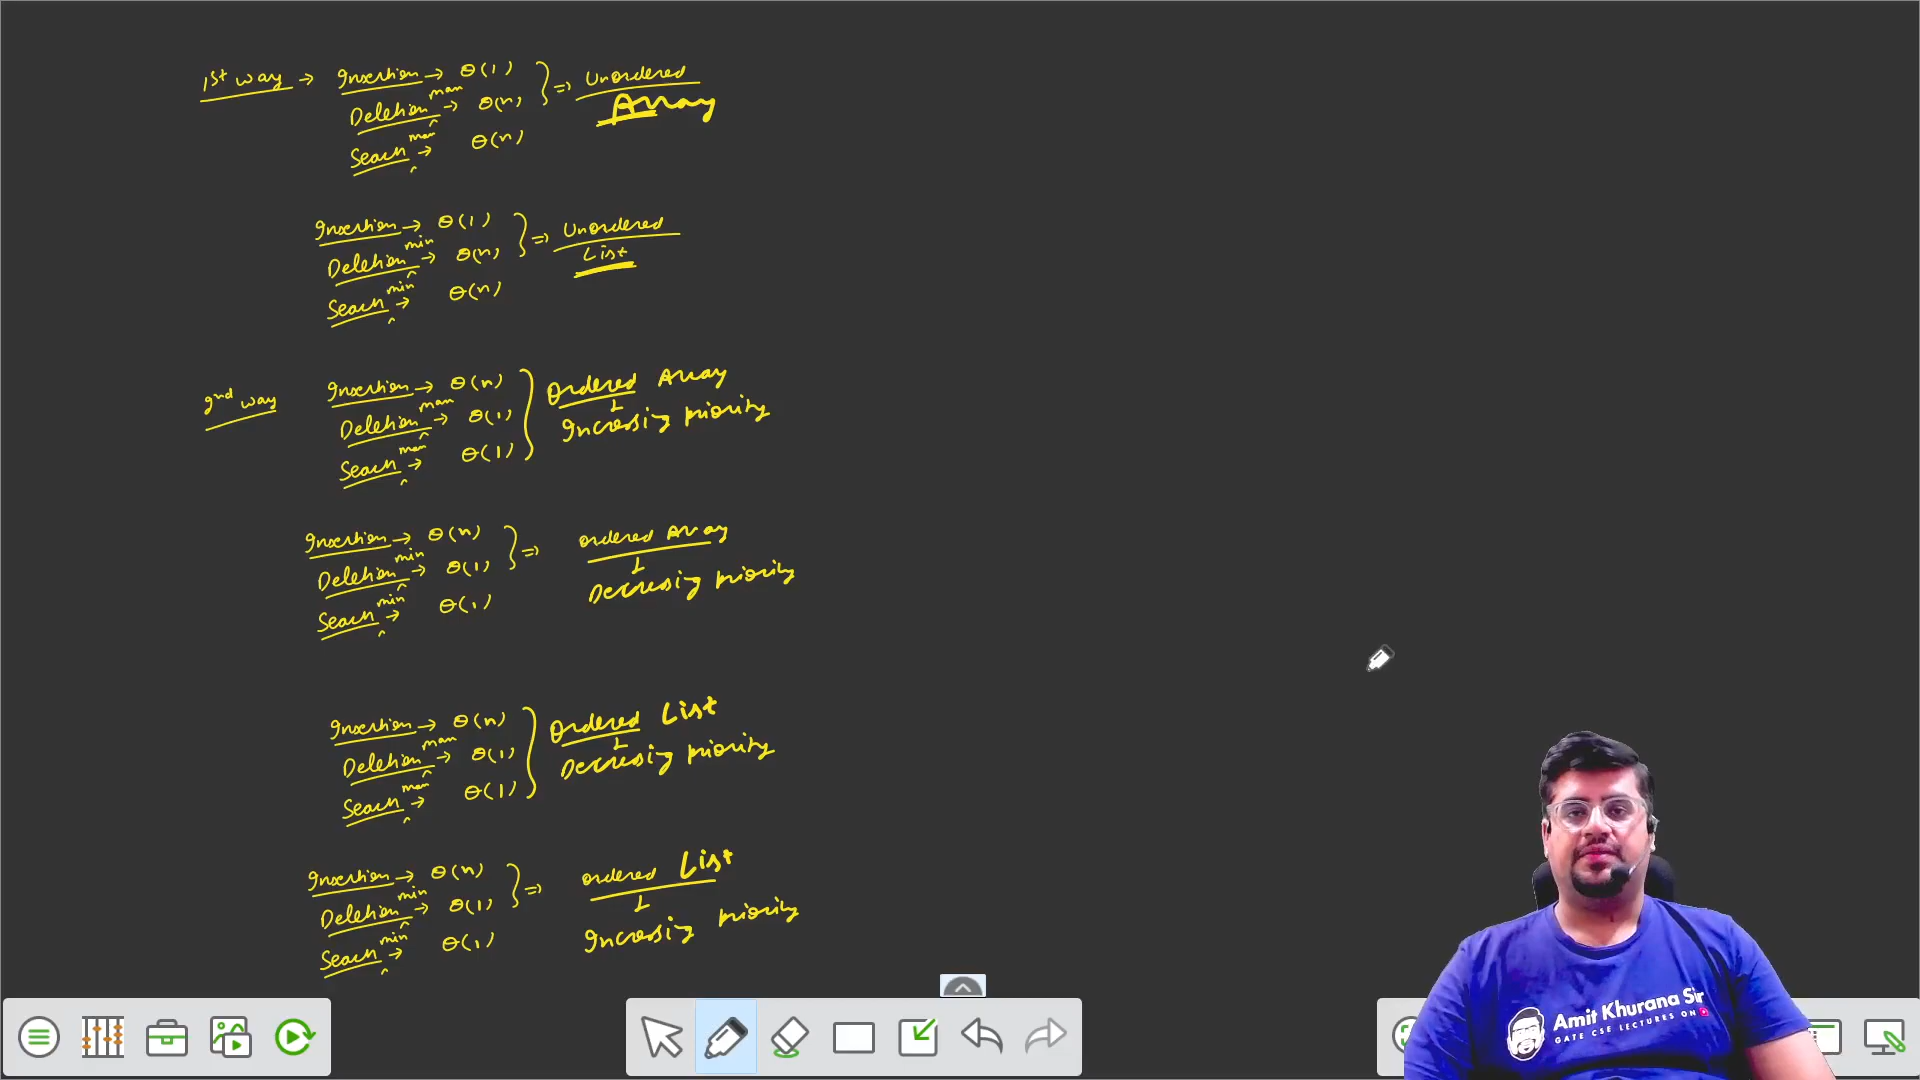 1st way → Insertion → θ(1) } ⇒ Unordered
Deletion max → θ(n) Array
Search max → θ(n)
Insertion → θ(1) } ⇒ Unordered
Deletion min → θ(n) List
Search min → θ(n)
2nd way Insertion → θ(n) } Ordered Array
Deletion max → θ(1) Increasing priority
Search max → θ(1)
Insertion → θ(n) } ⇒ ordered Array
Deletion min → θ(1) Decreasing priority
Search min → θ(1)
Insertion → θ(n) } Ordered List
Deletion max → θ(1) Decreasing priority
Search max → θ(1)
Insertion → θ(n) } ⇒ ordered List
Deletion min → θ(1) Increasing priority
Search min → θ(1)
Amit Khurana Sir
GATE CSE LECTURES ON